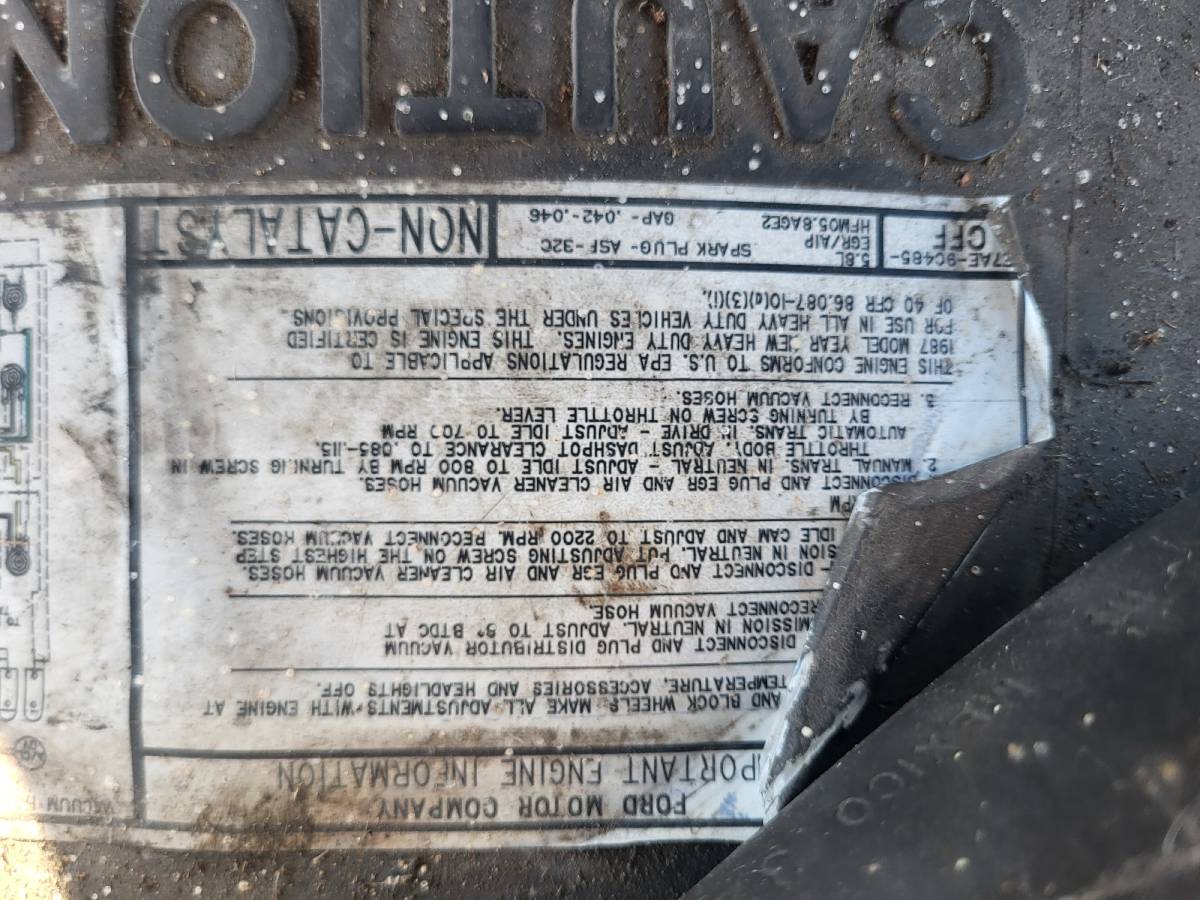 FORD MOTOR COMPANY
PORTANT ENGINE INFORMATION
AND BLOCK WHEELS. MAKE ALL ADJUSTMENTS WITH ENGINE AT
TEMPERATURE, ACCESSORIES AND HEADLIGHTS OFF.
DISCONNECT AND PLUG DISTRIBUTOR VACUUM
MISSION IN NEUTRAL. ADJUST TO BTDC AT
RECONNECT VACUUM HOSE.
- DISCONNECT AND PLUG EGR AND AIR CLEANER VACUUM HOSES.
SION IN NEUTRAL. PUT ADJUSTING SCREW ON THE HIGHEST STEP
IDLE CAM AND ADJUST TO 2200 RPM. RECONNECT VACUUM HOSES.
RPM
DISCONNECT AND PLUG EGR AND AIR CLEANER VACUUM HOSES.
2. MANUAL TRANS. IN NEUTRAL - ADJUST IDLE TO 800 RPM BY TURNING SCREW IN
THROTTLE BODY, ADJUST DASHPOT CLEARANCE TO .085-.115.
AUTOMATIC TRANS. IN DRIVE - ADJUST IDLE TO 700 RPM
BY TURNING SCREW ON THROTTLE LEVER.
3. RECONNECT VACUUM HOSES.
THIS ENGINE CONFORMS TO U.S. EPA REGULATIONS APPLICABLE TO
1987 MODEL YEAR NEW HEAVY DUTY ENGINES. THIS ENGINE IS CERTIFIED
FOR USE IN ALL HEAVY DUTY VEHICLES UNDER THE SPECIAL PROVISIONS
OF 40 CFR 86.087-10(d)(3)(i).
E7AE-9C485-
CFF
5.8L
EGR/AIP
HFM05.8AGE2
SPARK PLUG- ASF-32C
GAP- .042-.046
NON-CATALYST
VACUUM
CAUTION